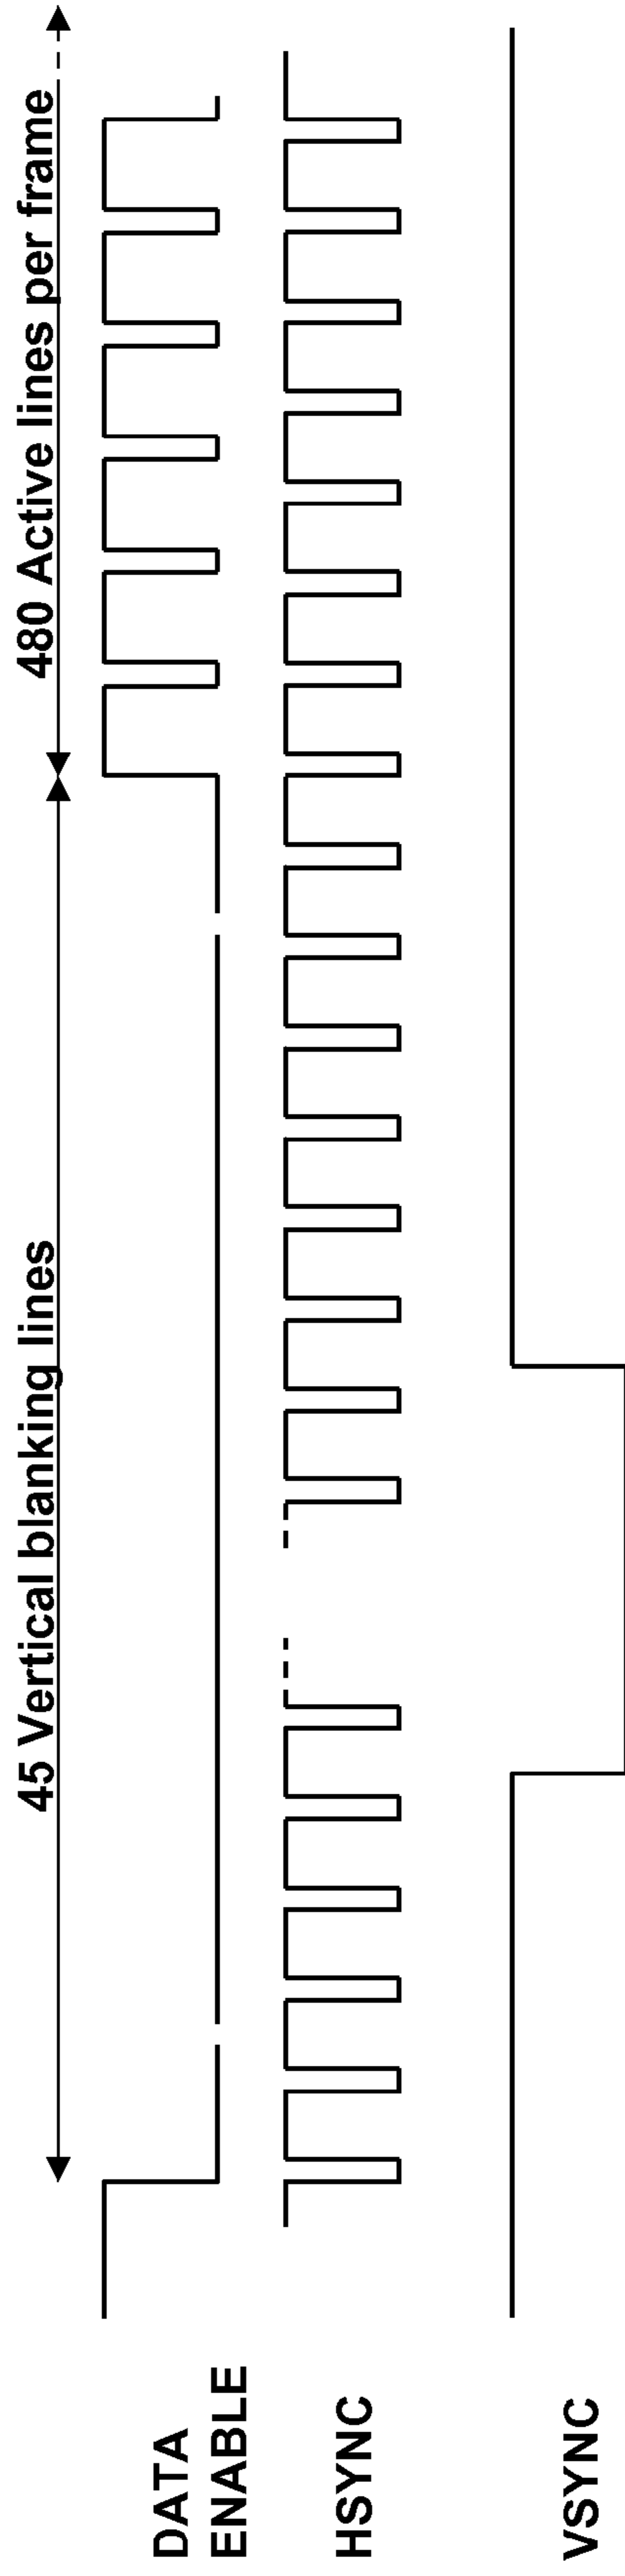 45 Vertical blanking lines
480 Active lines per frame
DATA
ENABLE
HSYNC
VSYNC